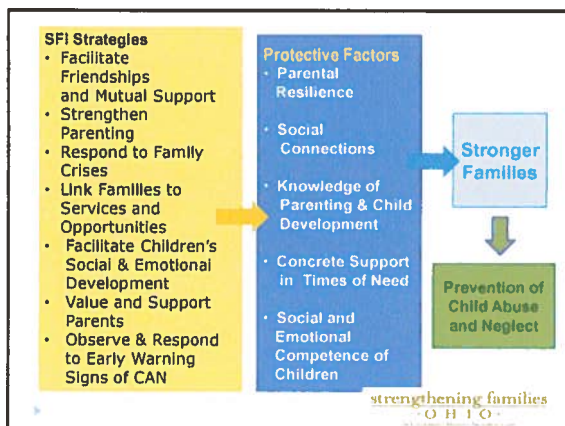 SFI Strategies
• Facilitate
Friendships
and Mutual Support
• Strengthen
Parenting
• Respond to Family
Crises
• Link Families to
Services and
Opportunities
• Facilitate Children's
Social & Emotional
Development
• Value and Support
Parents
• Observe & Respond
to Early Warning
Signs of CAN
Protective Factors
• Parental
Resilience
• Social
Connections
• Knowledge of
Parenting & Child
Development
• Concrete Support
in Times of Need
• Social and
Emotional
Competence of
Children
Stronger
Families
Prevention of
Child Abuse
and Neglect
strengthening families
· O H I O ·